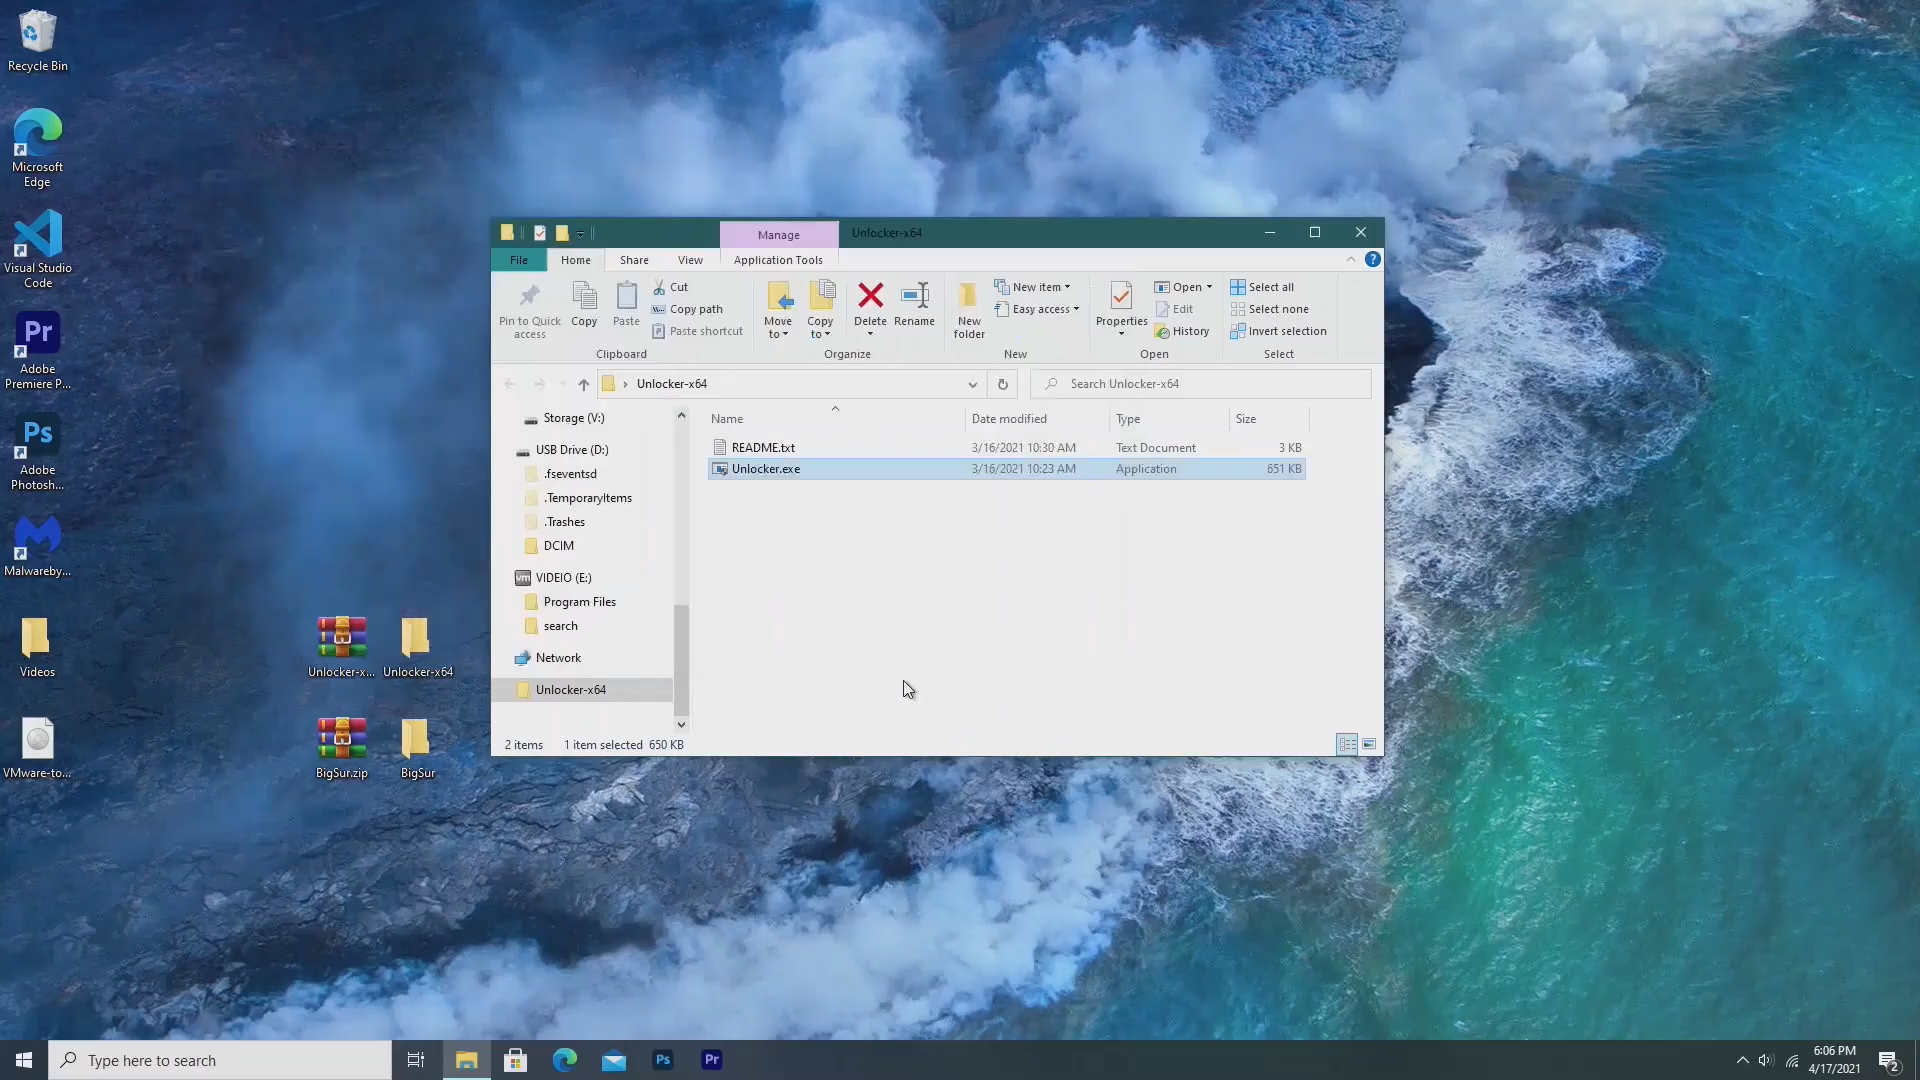 Recycle Bin
Microsoft
Edge
Visual Studio
Code
Pr
Adobe
Premiere P...
Ps
Adobe
Photosh...
Malwareby...
Videos
VMware-to...
Unlocker-x...
Unlocker-x64
BigSur.zip
BigSur
Manage
Unlocker-x64
File
Home
Share
View
Application Tools
?
Pin to Quick
access
Copy
Paste
Cut
Copy path
Paste shortcut
Clipboard
Move
to
Copy
to
Delete
Rename
Organize
New
folder
New item
Easy access
New
Properties
Open
Edit
History
Open
Select all
Select none
Invert selection
Select
Unlocker-x64
Search Unlocker-x64
Storage (V:)
USB Drive (D:)
.fseventsd
.TemporaryItems
.Trashes
DCIM
vm
VIDEIO (E:)
Program Files
search
Network
Unlocker-x64
Name
Date modified
Type
Size
README.txt
3/16/2021 10:30 AM
Text Document
3 KB
Unlocker.exe
3/16/2021 10:23 AM
Application
651 KB
2 items
1 item selected 650 KB
Type here to search
Ps
Pr
6:06 PM
4/17/2021
2